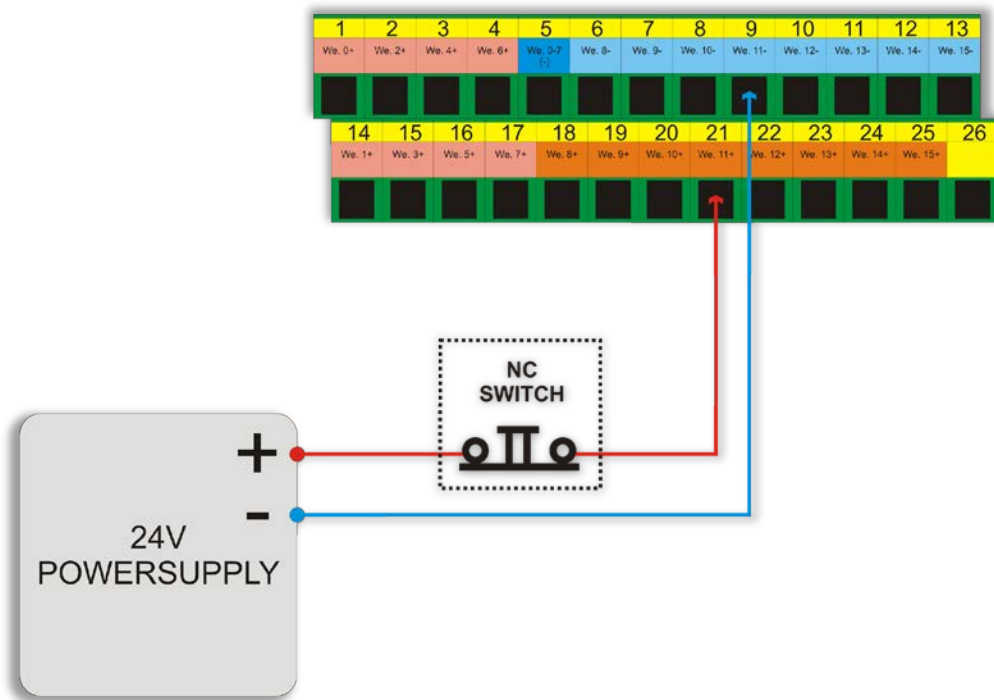 1 2 3 4 5 6 7 8 9 10 11 12 13
We. 0+ We. 2+ We. 4+ We. 6+ We. 0-7 We. 8- We. 9- We. 10- We. 11- We. 12- We. 13- We. 14- We. 15-
(-)
14 15 16 17 18 19 20 21 22 23 24 25 26
We. 1+ We. 3+ We. 5+ We. 7+ We. 8+ We. 9+ We. 10+ We. 11+ We. 12+ We. 13+ We. 14+ We. 15+
NC
SWITCH
+
-
24V
POWERSUPPLY